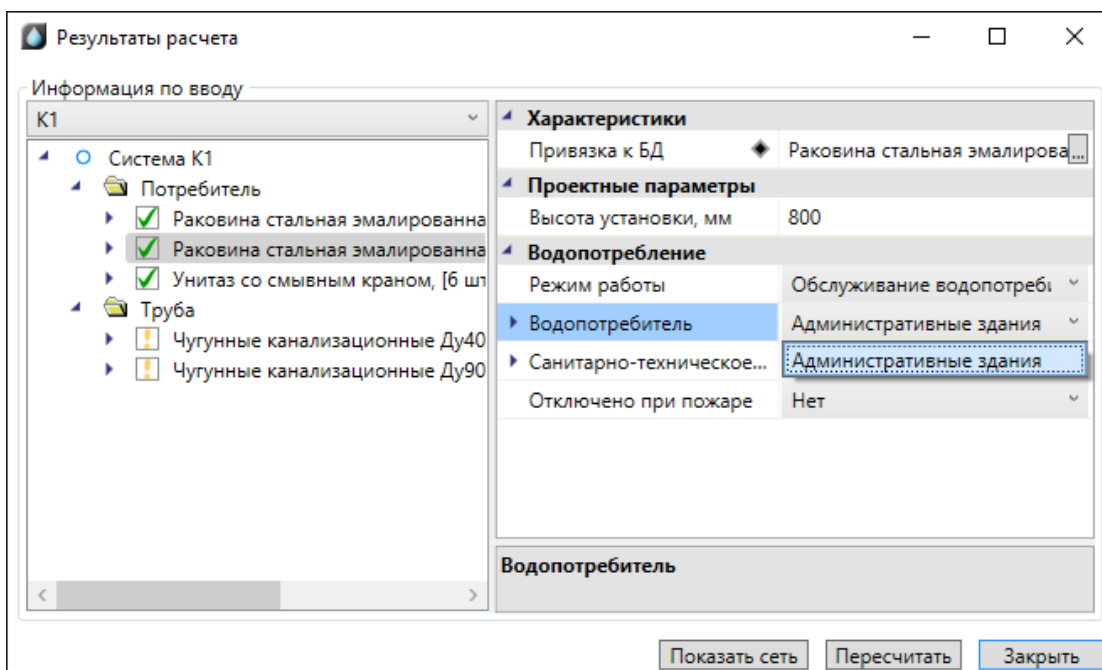 Результаты расчета
Информация по вводу
К1
Система К1
Потребитель
Раковина стальная эмалированна
Раковина стальная эмалированна
Унитаз со смывным краном, [6 шт
Труба
Чугунные канализационные Ду40
Чугунные канализационные Ду90
Характеристики
Привязка к БД Раковина стальная эмалирова...
Проектные параметры
Высота установки, мм 800
Водопотребление
Режим работы Обслуживание водопотреби
Водопотребитель Административные здания
Санитарно-техническое... Административные здания
Отключено при пожаре Нет
Водопотребитель
Показать сеть Пересчитать Закрыть